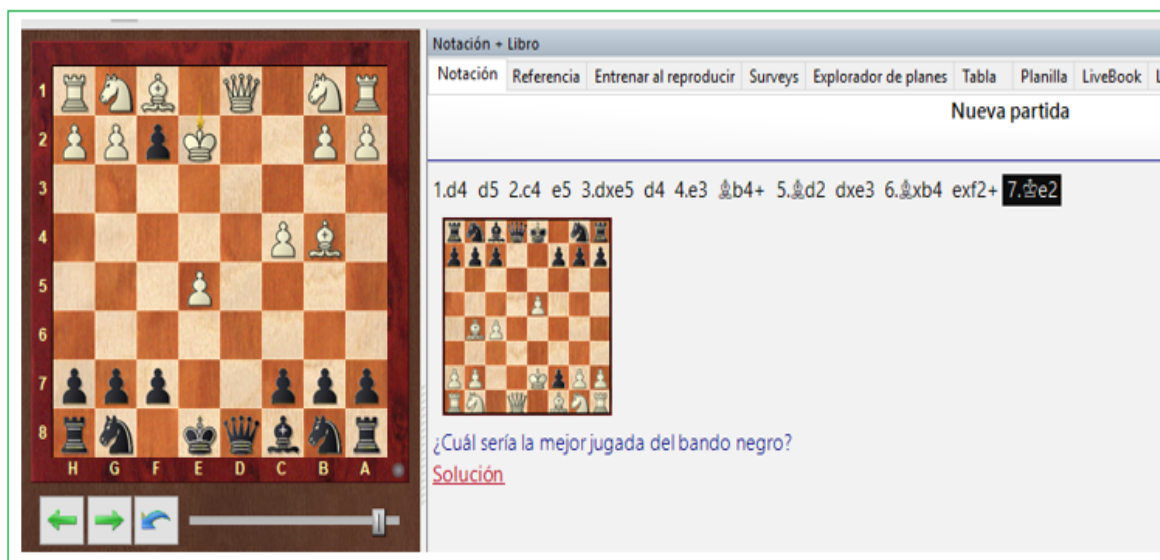 Notación + Libro
Notación Referencia Entrenar al reproducir Surveys Explorador de planes Tabla Planilla LiveBook L
Nueva partida
1.d4 d5 2.c4 e5 3.dxe5 d4 4.e3 ♗b4+ 5.♗d2 dxe3 6.♗xb4 exf2+ 7.♔e2
¿Cuál sería la mejor jugada del bando negro?
Solución
1
2
3
4
5
6
7
8
H G F E D C B A